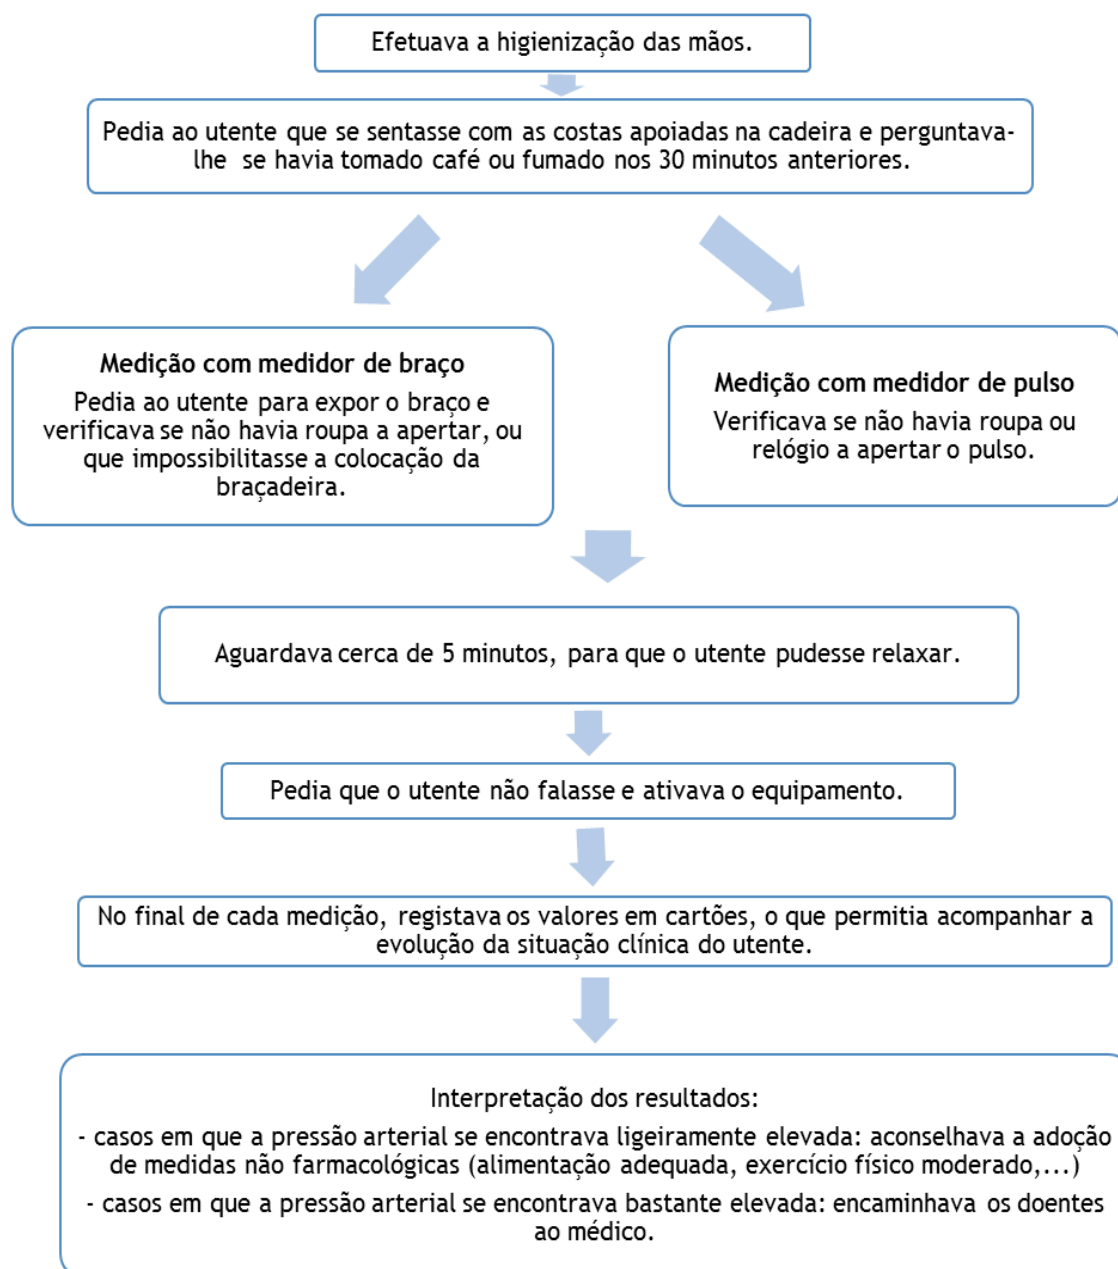 Efetuava a higienização das mãos.
Pedia ao utente que se sentasse com as costas apoiadas na cadeira e perguntava-
lhe se havia tomado café ou fumado nos 30 minutos anteriores.
Medição com medidor de braço
Pedia ao utente para expor o braço e
verificava se não havia roupa a apertar, ou
que impossibilitasse a colocação da
braçadeira.
Medição com medidor de pulso
Verificava se não havia roupa ou
relógio a apertar o pulso.
Aguardava cerca de 5 minutos, para que o utente pudesse relaxar.
Pedia que o utente não falasse e ativava o equipamento.
No final de cada medição, registava os valores em cartões, o que permitia acompanhar a
evolução da situação clínica do utente.
Interpretação dos resultados:
- casos em que a pressão arterial se encontrava ligeiramente elevada: aconselhava a adoção
de medidas não farmacológicas (alimentação adequada, exercício físico moderado,...)
- casos em que a pressão arterial se encontrava bastante elevada: encaminhava os doentes
ao médico.